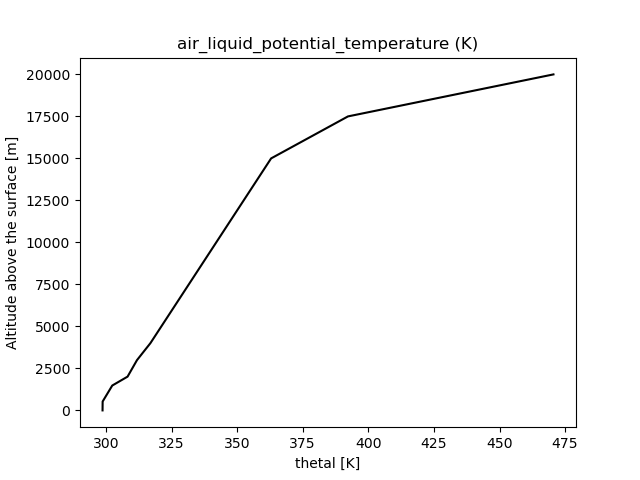 air_liquid_potential_temperature (K)
Altitude above the surface [m]
20000
17500
15000
12500
10000
7500
5000
2500
0
300 325 350 375 400 425 450 475
thetal [K]